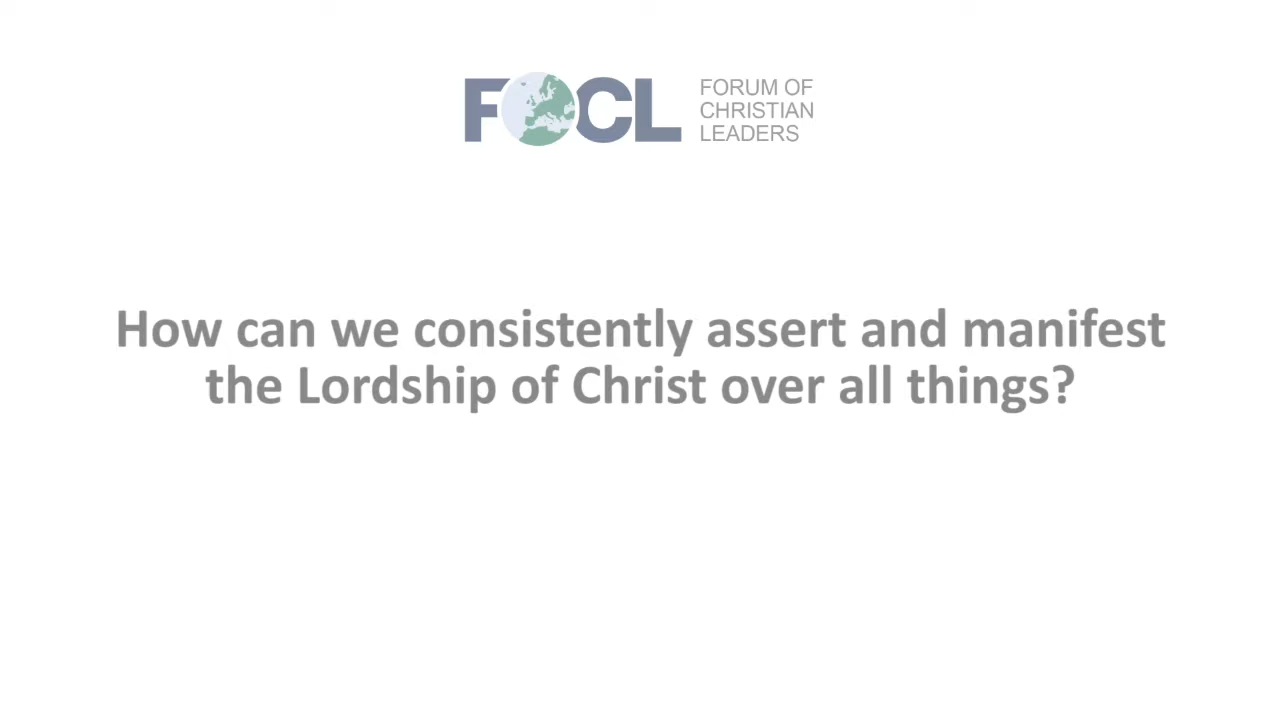 FOCL
FORUM OF
CHRISTIAN
LEADERS
How can we consistently assert and manifest
the Lordship of Christ over all things?